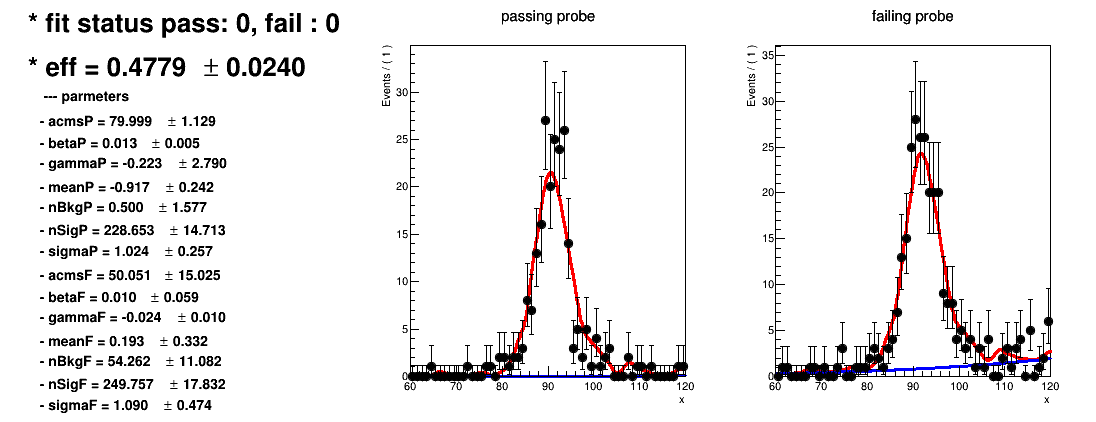 * fit status pass: 0, fail : 0
* eff = 0.4779 ± 0.0240
--- parmeters
- acmsP = 79.999 ± 1.129
- betaP = 0.013 ± 0.005
- gammaP = -0.223 ± 2.790
- meanP = -0.917 ± 0.242
- nBkgP = 0.500 ± 1.577
- nSigP = 228.653 ± 14.713
- sigmaP = 1.024 ± 0.257
- acmsF = 50.051 ± 15.025
- betaF = 0.010 ± 0.059
- gammaF = -0.024 ± 0.010
- meanF = 0.193 ± 0.332
- nBkgF = 54.262 ± 11.082
- nSigF = 249.757 ± 17.832
- sigmaF = 1.090 ± 0.474
passing probe
Events / ( 1 )
30
25
20
15
10
5
0
60 70 80 90 100 110 120
x
failing probe
Events / ( 1 )
35
30
25
20
15
10
5
0
60 70 80 90 100 110 120
x